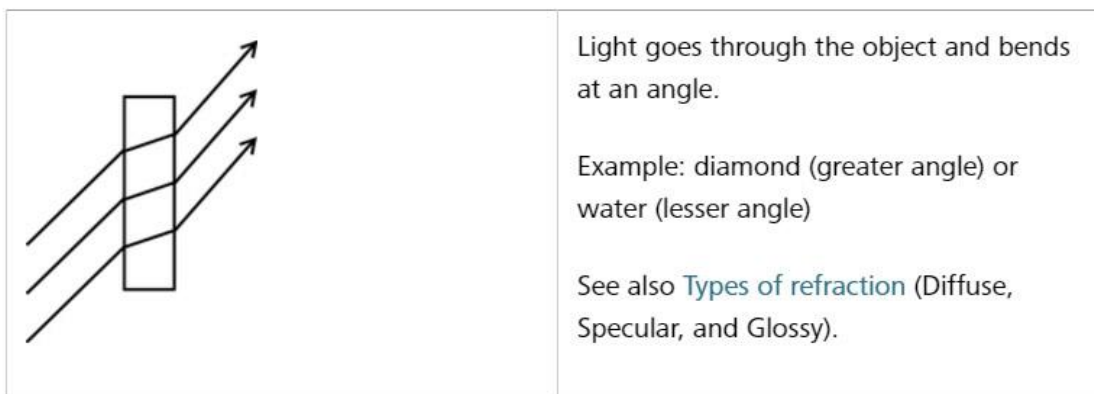 Light goes through the object and bends
at an angle.
Example: diamond (greater angle) or
water (lesser angle)
See also Types of refraction (Diffuse,
Specular, and Glossy).